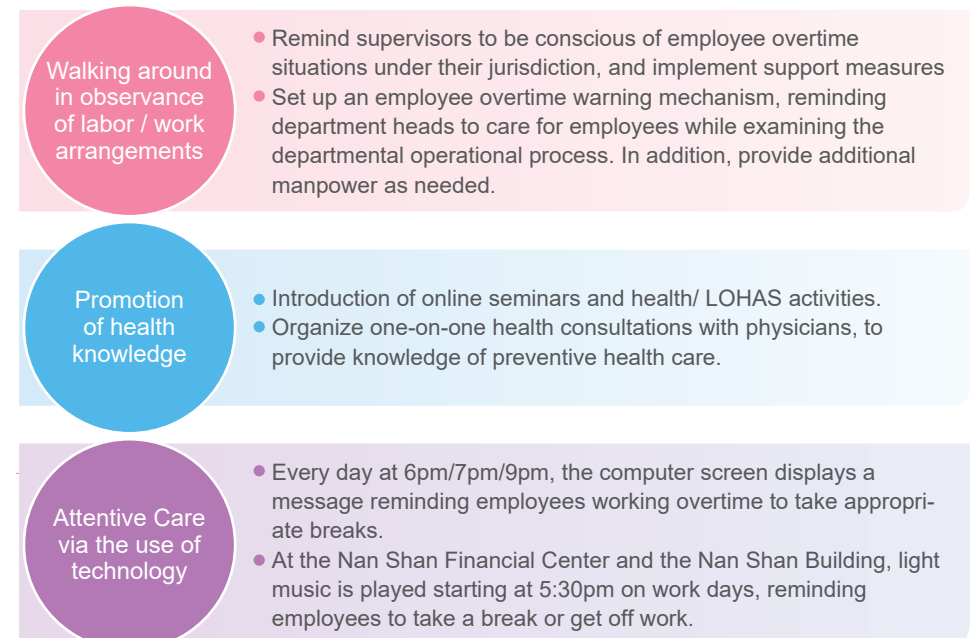 Walking around
in observance
of labor / work
arrangements
● Remind supervisors to be conscious of employee overtime
situations under their jurisdiction, and implement support measures
● Set up an employee overtime warning mechanism, reminding
department heads to care for employees while examining the
departmental operational process. In addition, provide additional
manpower as needed.
Promotion
of health
knowledge
● Introduction of online seminars and health/ LOHAS activities.
● Organize one-on-one health consultations with physicians, to
provide knowledge of preventive health care.
Attentive Care
via the use of
technology
● Every day at 6pm/7pm/9pm, the computer screen displays a
message reminding employees working overtime to take appropri-
ate breaks.
● At the Nan Shan Financial Center and the Nan Shan Building, light
music is played starting at 5:30pm on work days, reminding
employees to take a break or get off work.